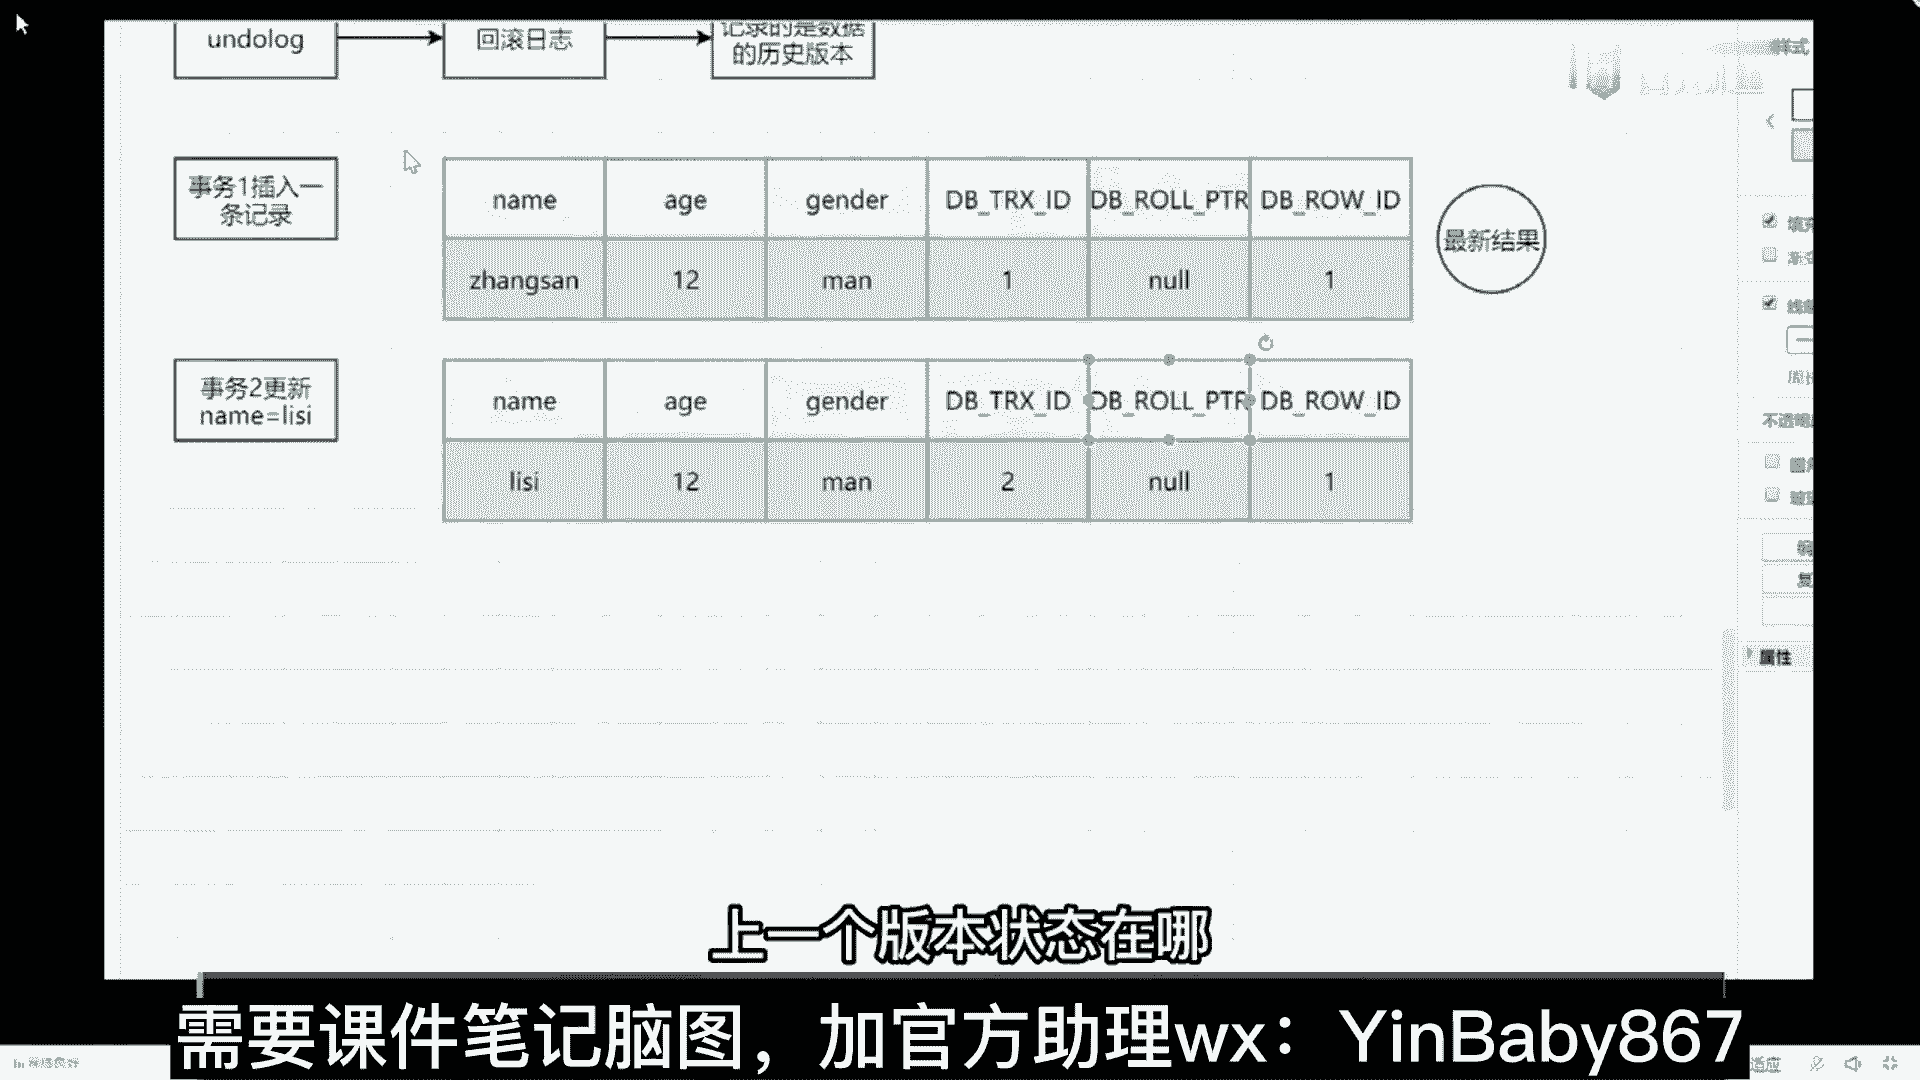 undolog
回滚日志
记录的是数据
的历史版本
事务1插入一
条记录
name age gender DB_TRX_ID DB_ROLL_PTR DB_ROW_ID
zhangsan 12 man 1 null 1
最新结果
事务2更新
name=lisi
name age gender DB_TRX_ID DB_ROLL_PTR DB_ROW_ID
lisi 12 man 2 null 1
样式
属性
上一个版本状态在哪
需要课件笔记脑图，加官方助理wx：YinBaby867
适应